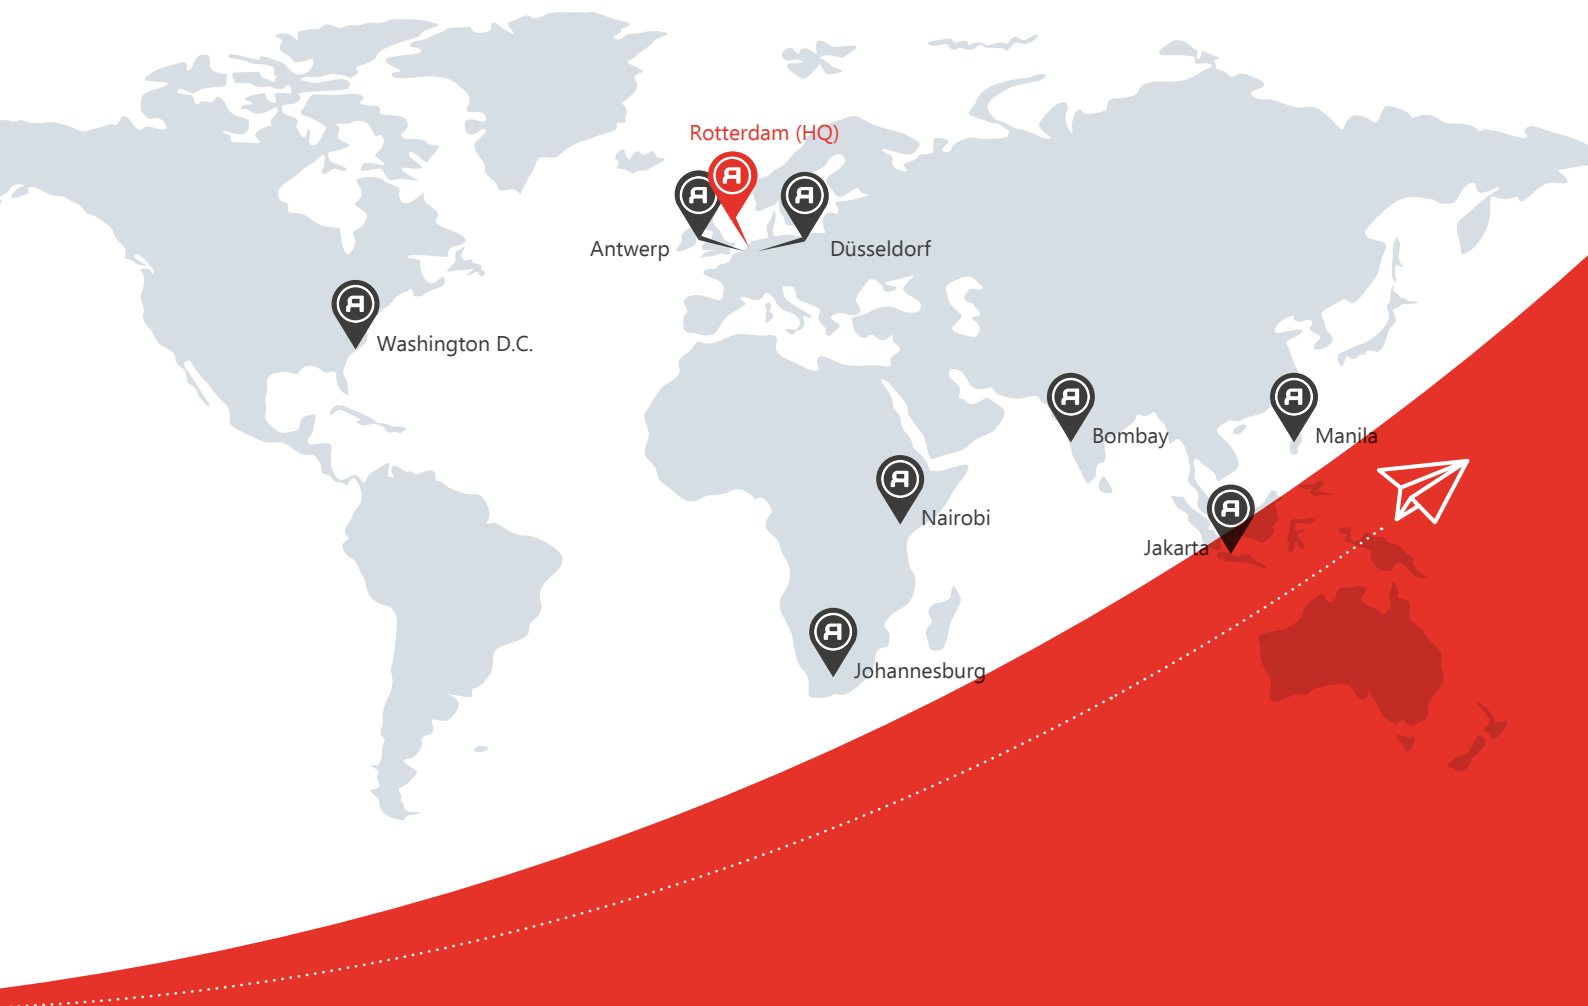 Rotterdam (HQ)
Antwerp
Düsseldorf
Washington D.C.
Bombay
Manila
Nairobi
Jakarta
Johannesburg